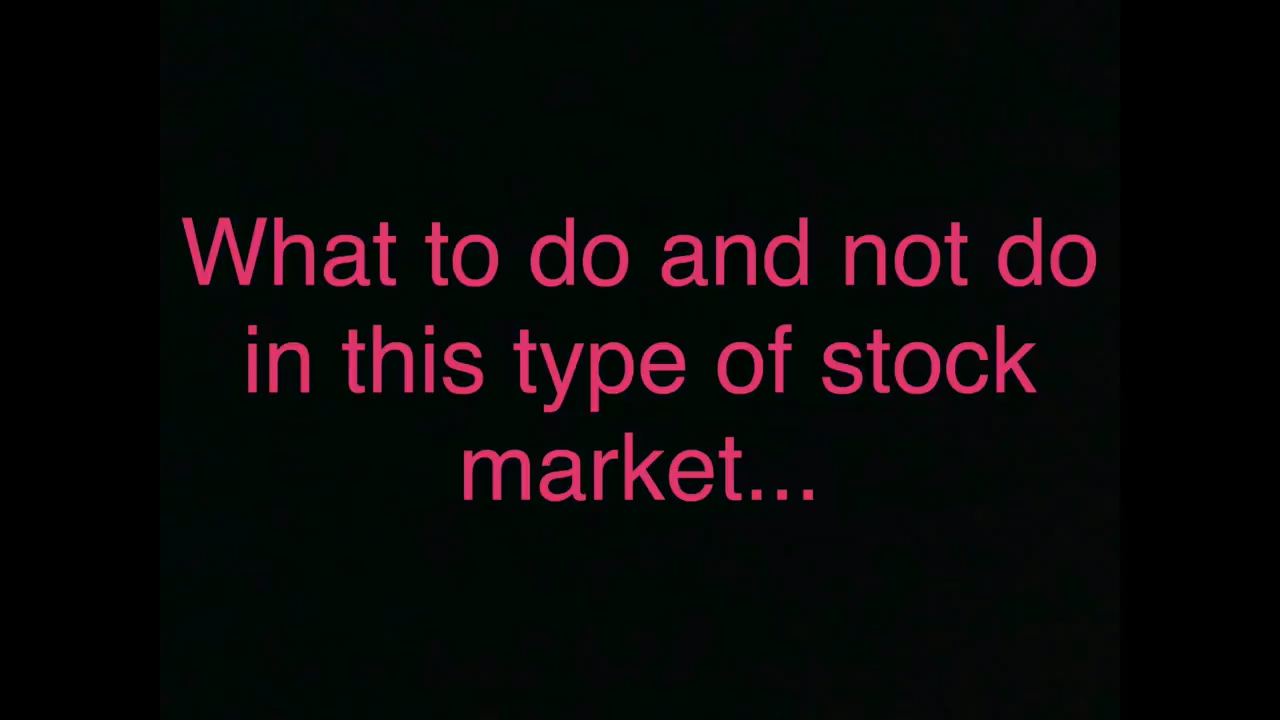 What to do and not do
in this type of stock
market...